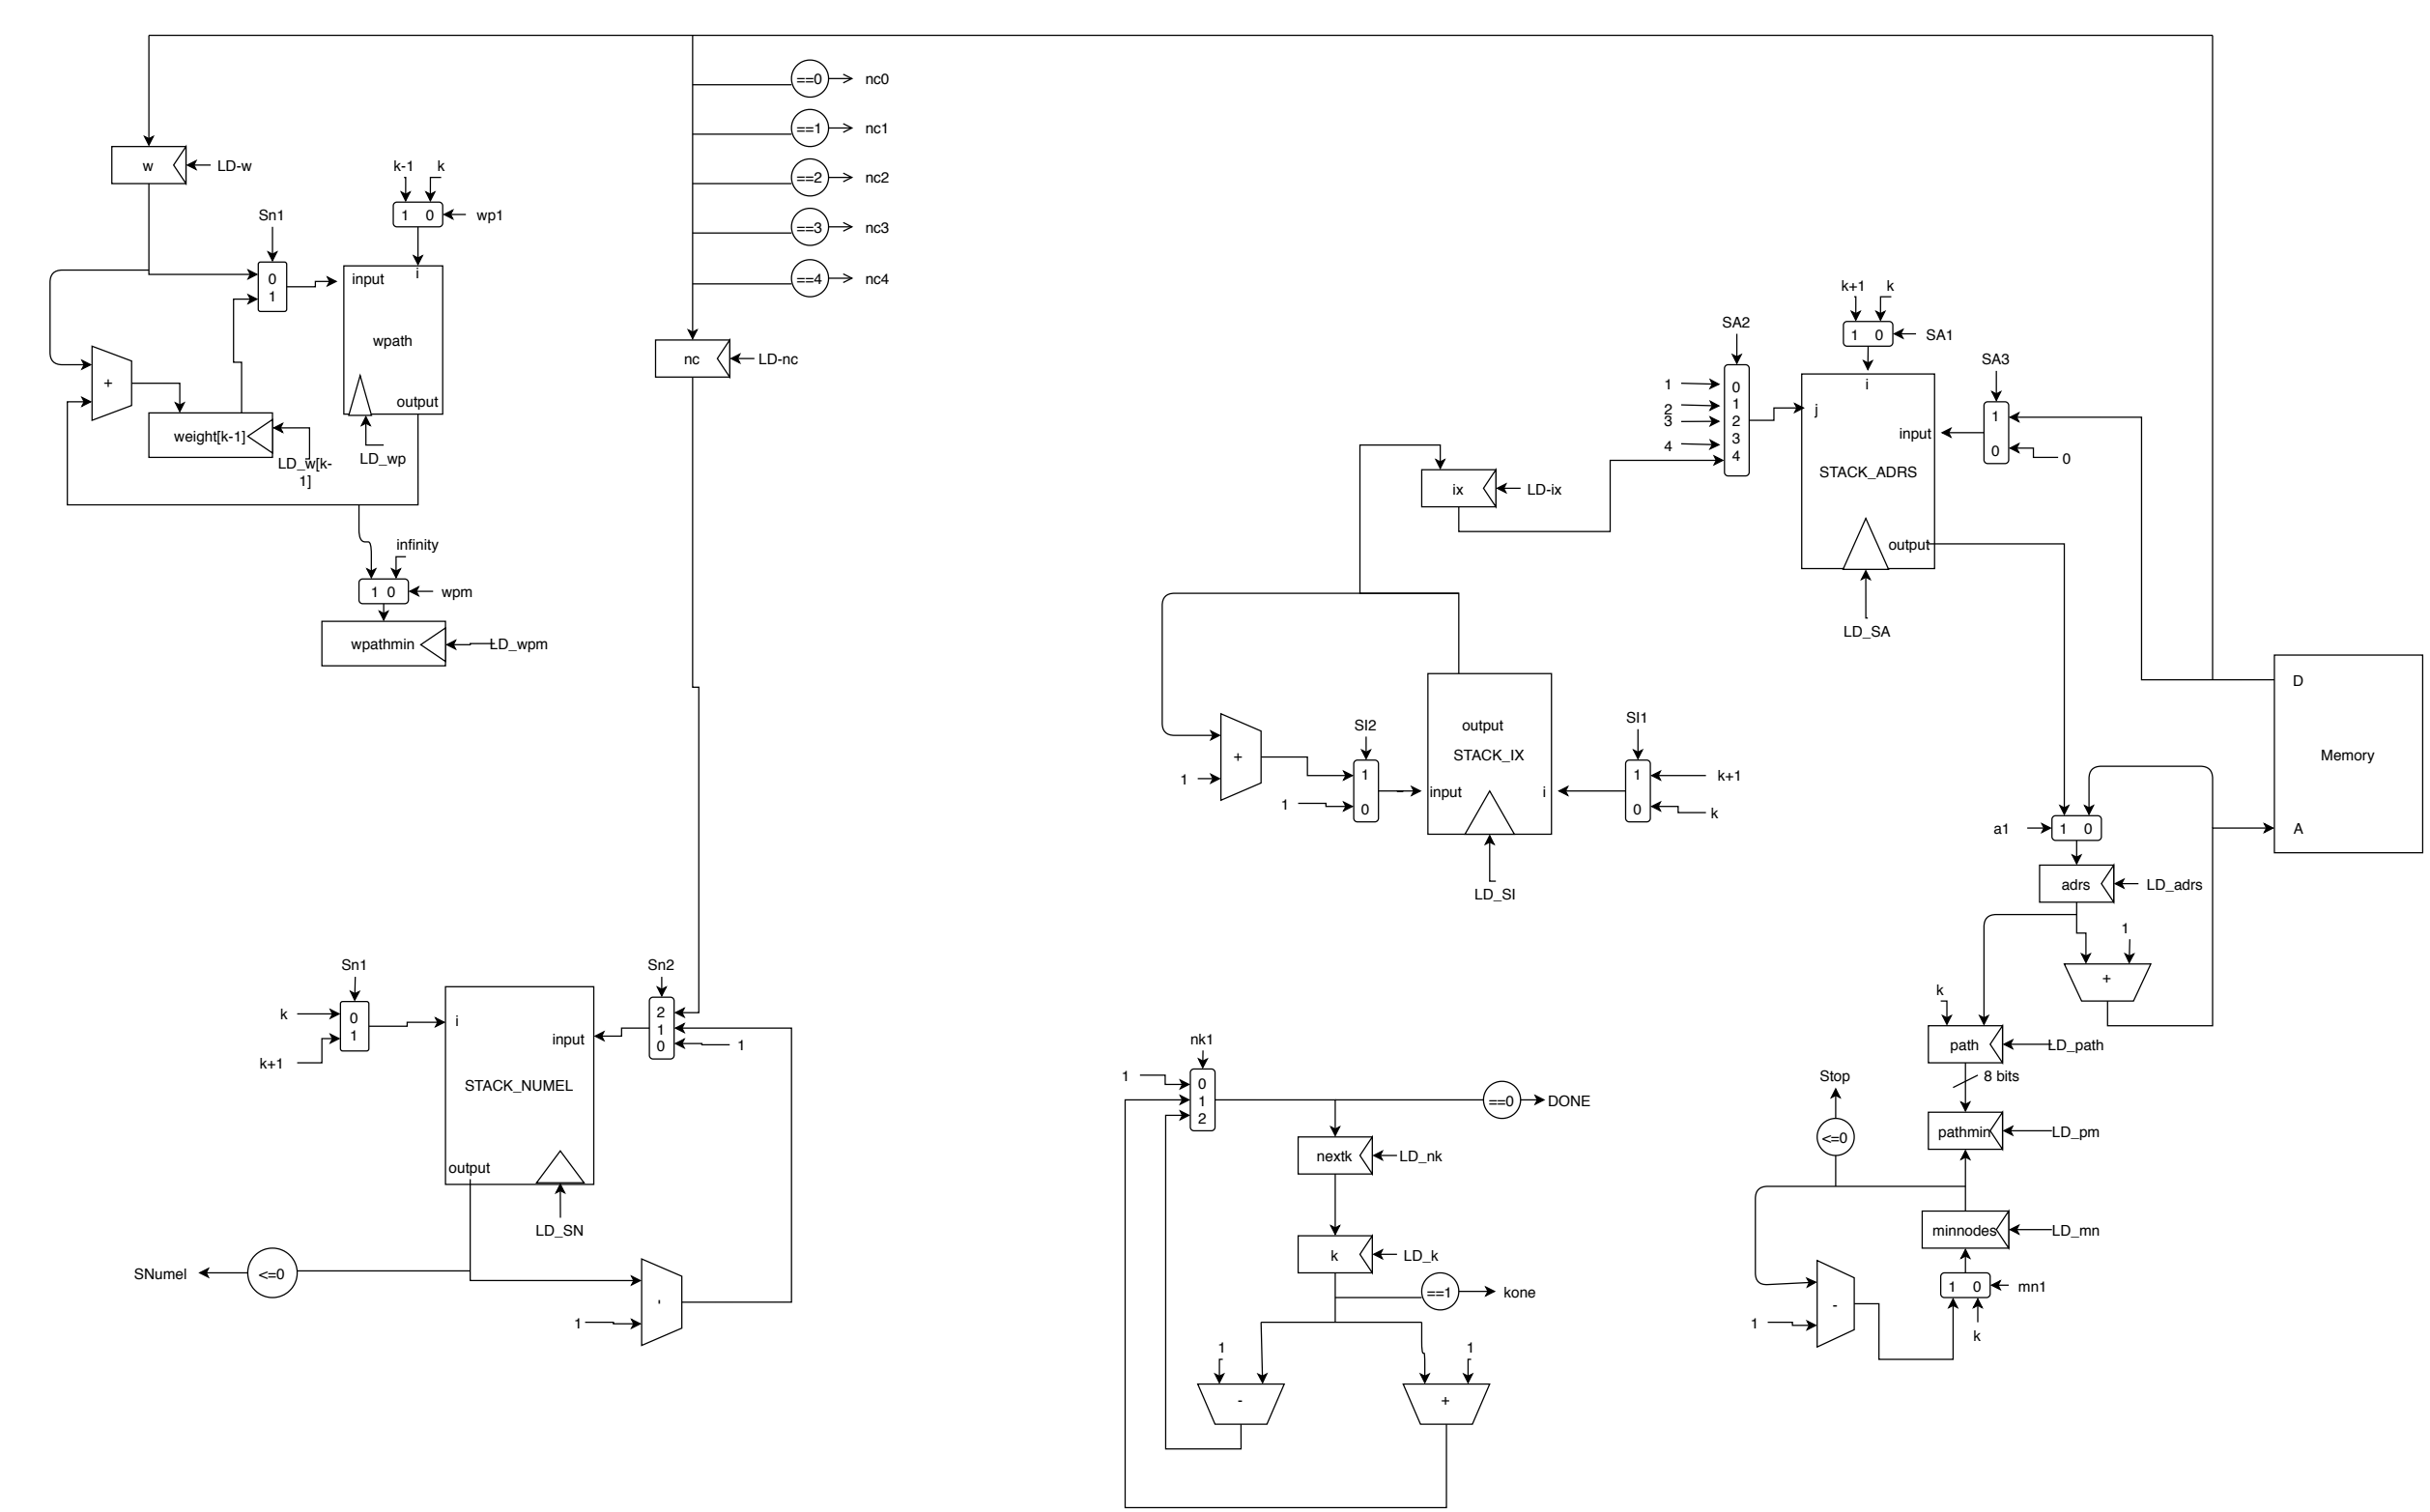 ==0 nc0
==1 nc1
==2 nc2
==3 nc3
==4 nc4
w LD-w
k-1 k
1 0 wp1
Sn1
0
1
input i
wpath
output
+
weight[k-1]
LD_w[k-
1]
LD_wp
infinity
1 0 wpm
wpathmin LD_wpm
nc LD-nc
k+1 k
1 0 SA1
SA2
1
2
3
4
0
1
2
3
4
SA3
1
0
0
i
j
input
STACK_ADRS
output
LD_SA
ix LD-ix
+
1
SI2
1
0
1
output
STACK_IX
input i
LD_SI
SI1
1
0
k+1
k
D
Memory
A
a1 1 0
adrs LD_adrs
1
+
k
path LD_path
8 bits
pathmin LD_pm
Stop
<=0
minnodes LD_mn
1 0 mn1
k
-
1
Sn1
k
k+1
0
1
i
input
STACK_NUMEL
output
LD_SN
Sn2
2
1
0
1
SNumel <=0
1
'
nk1
1
0
1
2
==0 DONE
nextk LD_nk
k LD_k
==1 kone
1 1
- +